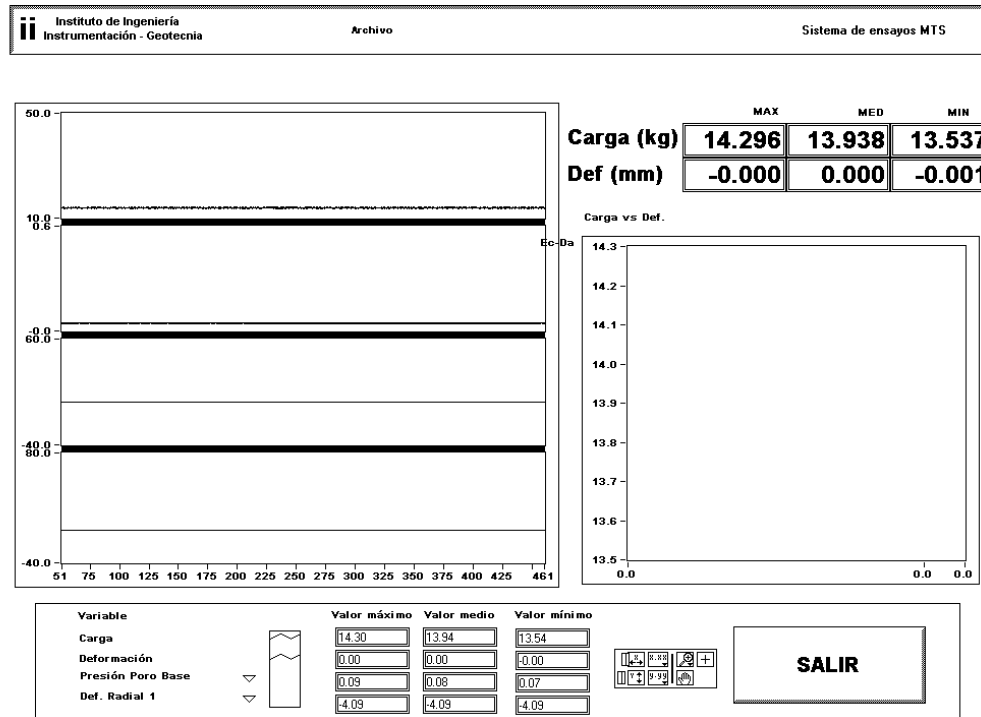 ii Instituto de Ingeniería
Instrumentación - Geotecnia
Archivo
Sistema de ensayos MTS
MAX MED MIN
Carga (kg) 14.296 13.938 13.537
Def (mm) -0.000 0.000 -0.001
50.0
10.0
0.6
-0.0
60.0
-40.0
80.0
-40.0
51 75 100 125 150 175 200 225 250 275 300 325 350 375 400 425 461
Carga vs Def.
Ec-Da
14.3
14.2
14.1
14.0
13.9
13.8
13.7
13.6
13.5
0.0 0.0 0.0
Variable Valor máximo Valor medio Valor mínimo
Carga 14.30 13.94 13.54
Deformación 0.00 0.00 -0.00
Presión Poro Base 0.09 0.08 0.07
Def. Radial 1 -4.09 -4.09 -4.09
X x.xx
Y y.yy
SALIR